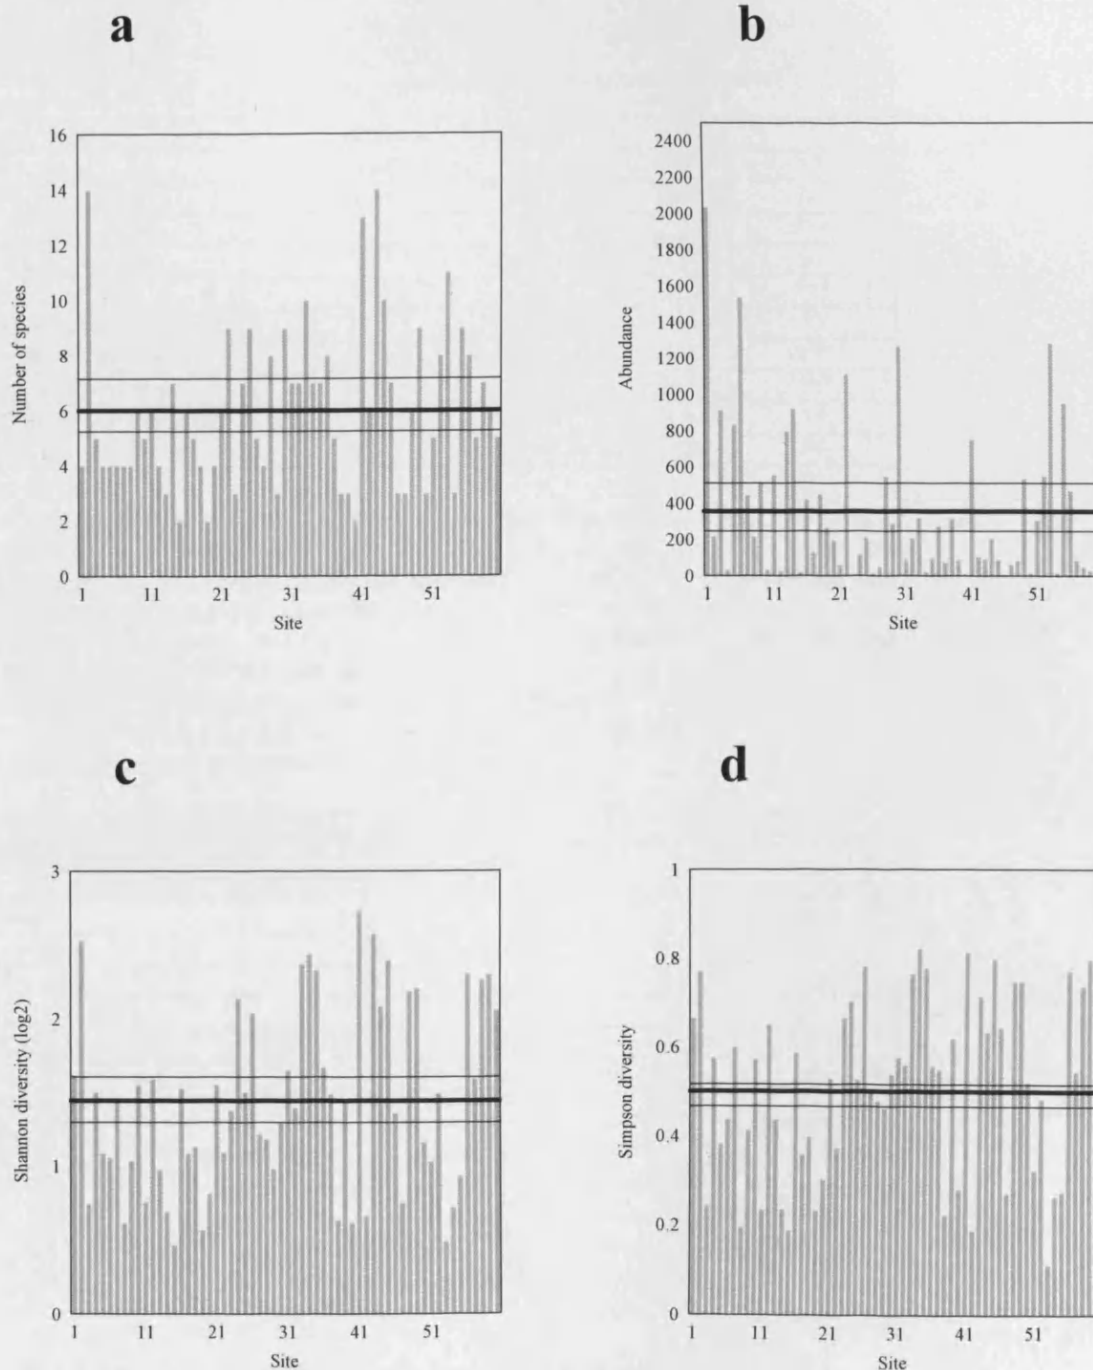 a
b
16
14
12
10
8
6
4
2
0
Number of species
1 11 21 31 41 51
Site
2400
2200
2000
1800
1600
1400
1200
1000
800
600
400
200
0
Abundance
1 11 21 31 41 51
Site
c
d
3
2
1
0
Shannon diversity (log2)
1 11 21 31 41 51
Site
1
0.8
0.6
0.4
0.2
0
Simpson diversity
1 11 21 31 41 51
Site